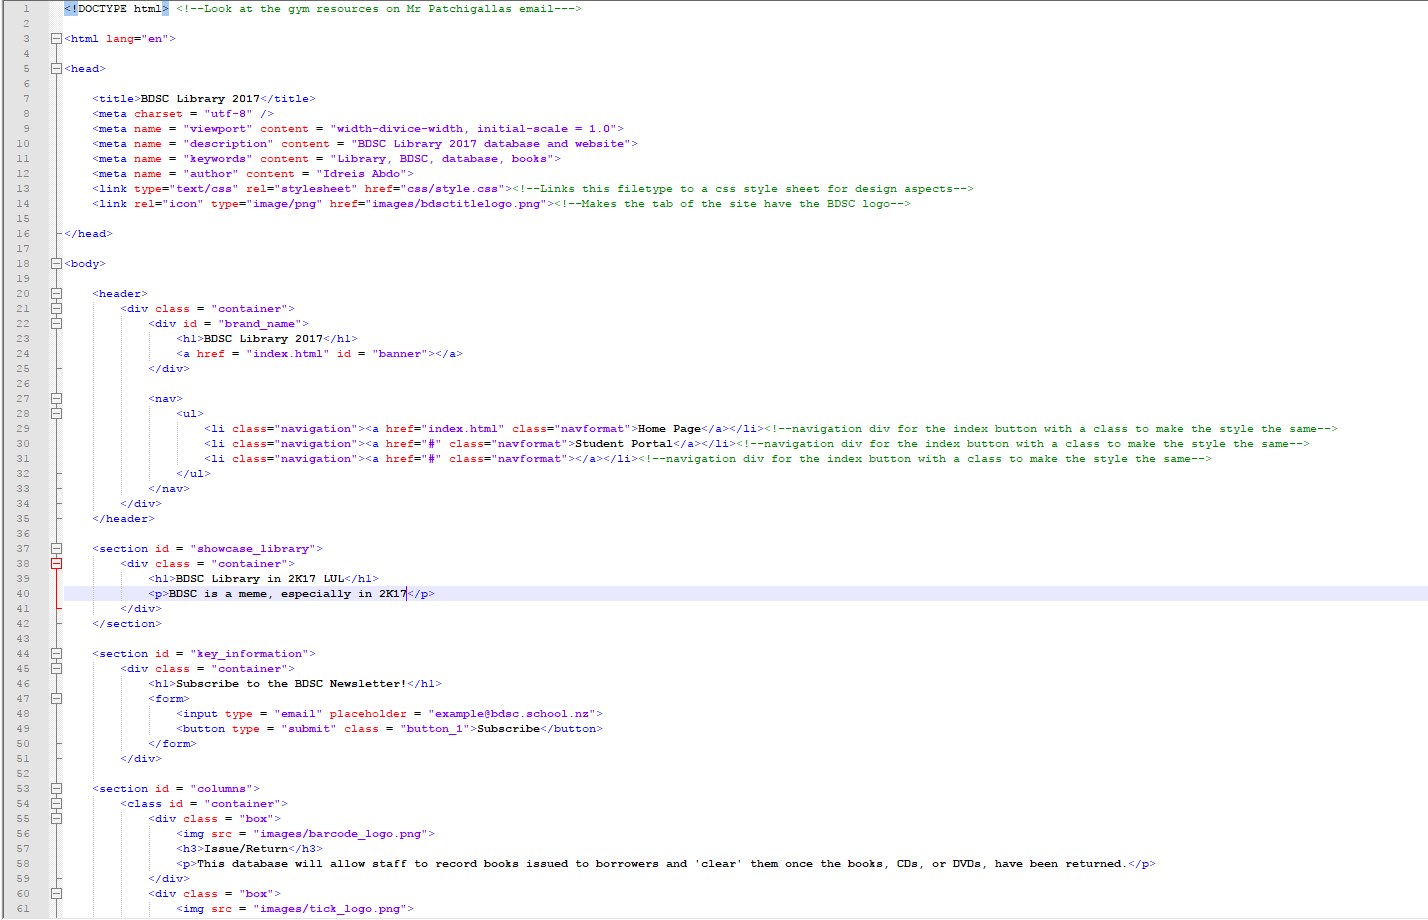 1 <!DOCTYPE html> <!--Look at the gym resources on Mr Patchigallas email--->
2
3 <html lang="en">
4
5 <head>
6
7 <title>BDSC Library 2017</title>
8 <meta charset = "utf-8" />
9 <meta name = "viewport" content = "width-divice-width, initial-scale = 1.0">
10 <meta name = "description" content = "BDSC Library 2017 database and website">
11 <meta name = "keywords" content = "Library, BDSC, database, books">
12 <meta name = "author" content = "Idreis Abdo">
13 <link type="text/css" rel="stylesheet" href="css/style.css"><!--Links this filetype to a css style sheet for design aspects-->
14 <link rel="icon" type="image/png" href="images/bdsctitlelogo.png"><!--Makes the tab of the site have the BDSC logo-->
15
16 </head>
17
18 <body>
19
20 <header>
21 <div class = "container">
22 <div id = "brand_name">
23 <h1>BDSC Library 2017</h1>
24 <a href = "index.html" id = "banner"></a>
25 </div>
26
27 <nav>
28 <ul>
29 <li class="navigation"><a href="index.html" class="navformat">Home Page</a></li><!--navigation div for the index button with a class to make the style the same-->
30 <li class="navigation"><a href="#" class="navformat">Student Portal</a></li><!--navigation div for the index button with a class to make the style the same-->
31 <li class="navigation"><a href="#" class="navformat"></a></li><!--navigation div for the index button with a class to make the style the same-->
32 </ul>
33 </nav>
34 </div>
35 </header>
36
37 <section id = "showcase_library">
38 <div class = "container">
39 <h1>BDSC Library in 2K17 LUL</h1>
40 <p>BDSC is a meme, especially in 2K17</p>
41 </div>
42 </section>
43
44 <section id = "key_information">
45 <div class = "container">
46 <h1>Subscribe to the BDSC Newsletter!</h1>
47 <form>
48 <input type = "email" placeholder = "example@bdsc.school.nz">
49 <button type = "submit" class = "button_1">Subscribe</button>
50 </form>
51 </div>
52
53 <section id = "columns">
54 <class id = "container">
55 <div class = "box">
56 <img src = "images/barcode_logo.png">
57 <h3>Issue/Return</h3>
58 <p>This database will allow staff to record books issued to borrowers and 'clear' them once the books, CDs, or DVDs, have been returned.</p>
59 </div>
60 <div class = "box">
61 <img src = "images/tick_logo.png">